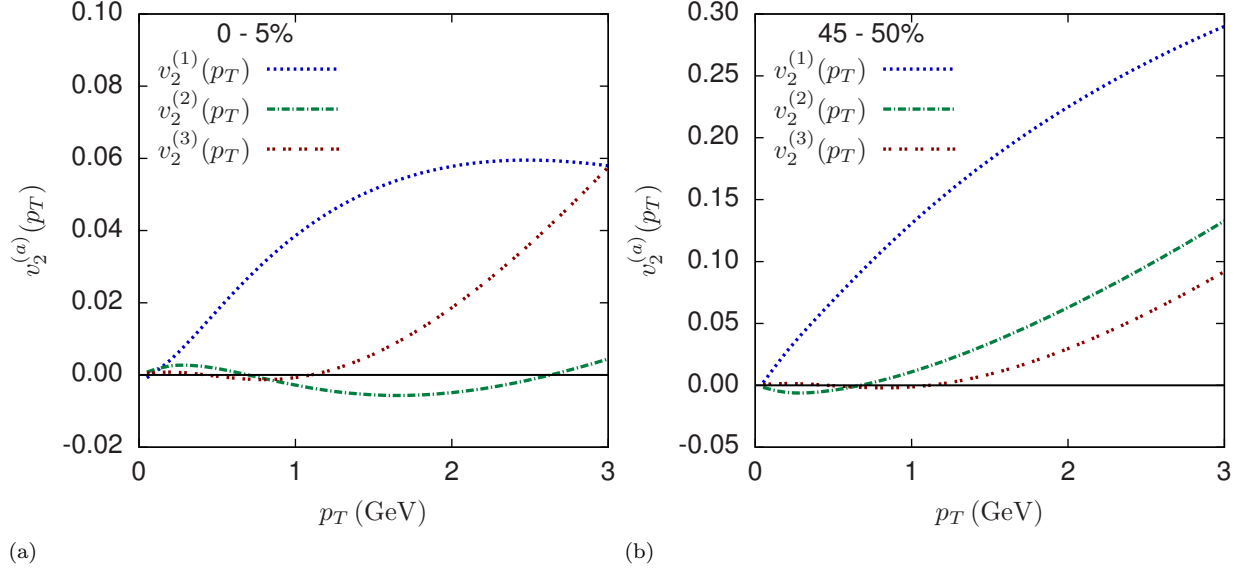 0 - 5%
v_2^{(1)}(p_T)
v_2^{(2)}(p_T)
v_2^{(3)}(p_T)
0.10
0.08
0.06
0.04
0.02
0.00
-0.02
v_2^{(a)}(p_T)
0 1 2 3
p_T (GeV)
(a)
45 - 50%
v_2^{(1)}(p_T)
v_2^{(2)}(p_T)
v_2^{(3)}(p_T)
0.30
0.25
0.20
0.15
0.10
0.05
0.00
-0.05
v_2^{(a)}(p_T)
0 1 2 3
p_T (GeV)
(b)